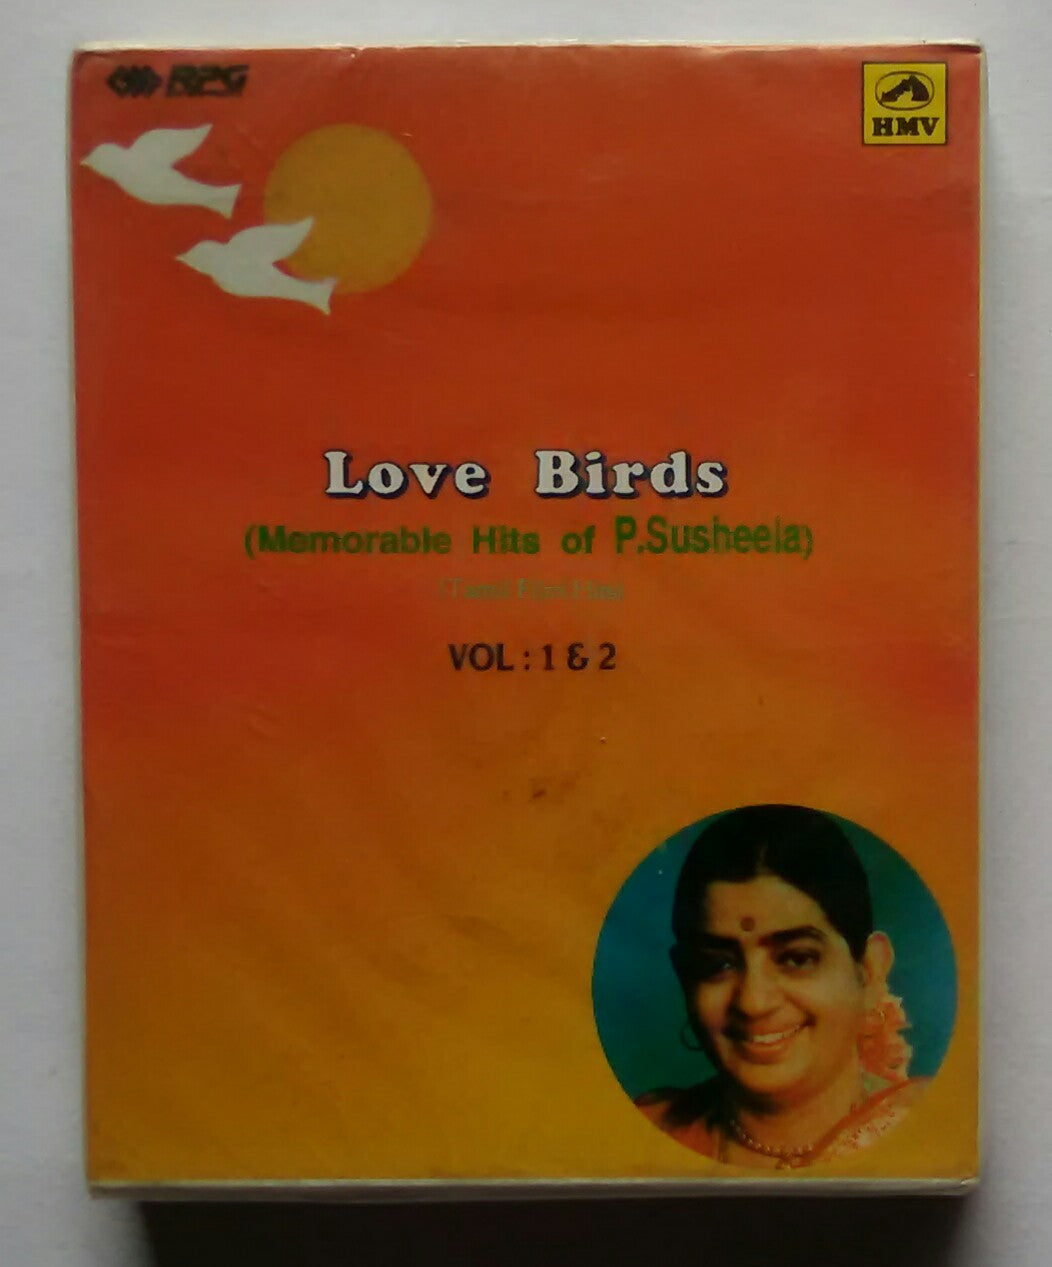 RPG
HMV
Love Birds
(Memorable Hits of P.Susheela)
(Tamil Film Hits)
VOL : 1 & 2